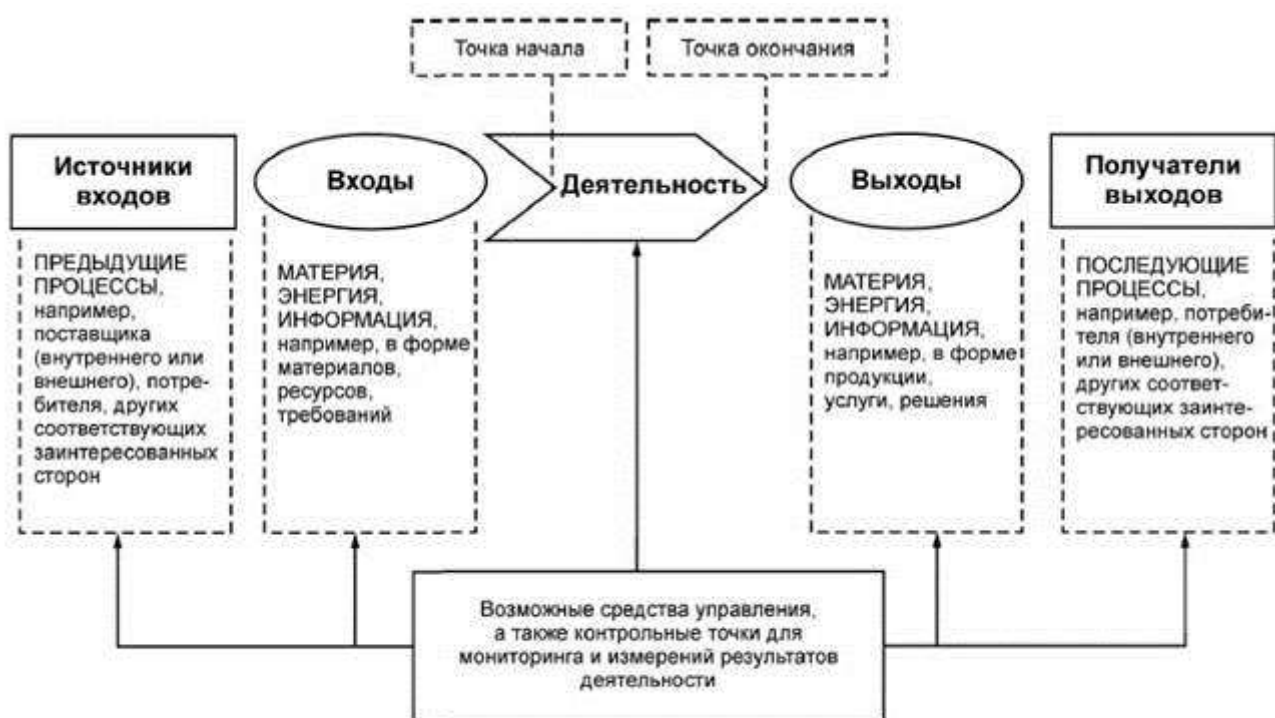 Точка начала
Точка окончания
Источники
входов
Входы
Деятельность
Выходы
Получатели
выходов
ПРЕДЫДУЩИЕ
ПРОЦЕССЫ,
например,
поставщика
(внутреннего или
внешнего), потре-
бителя, других
соответствующих
заинтересованных
сторон
МАТЕРИЯ,
ЭНЕРГИЯ,
ИНФОРМАЦИЯ,
например, в форме
материалов,
ресурсов,
требований
МАТЕРИЯ,
ЭНЕРГИЯ,
ИНФОРМАЦИЯ,
например, в форме
продукции,
услуги, решения
ПОСЛЕДУЮЩИЕ
ПРОЦЕССЫ,
например, потреби-
теля (внутреннего
или внешнего),
других соответ-
ствующих заинте-
ресованных сторон
Возможные средства управления,
а также контрольные точки для
мониторинга и измерений результатов
деятельности